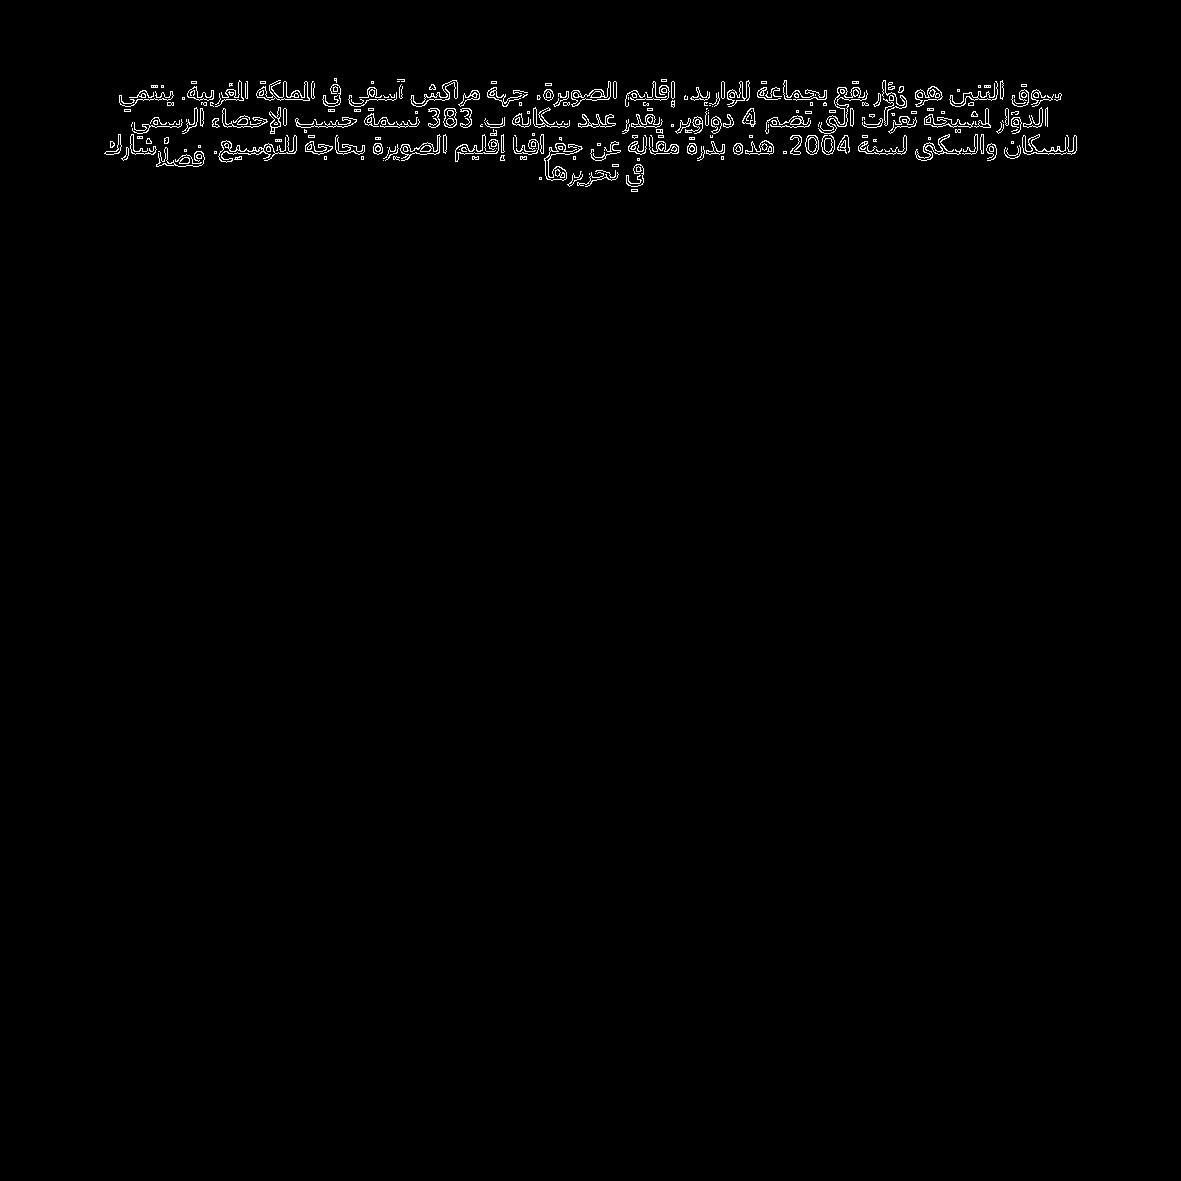 سوق التنين هو دُوَّار يقع بجماعة للواريد، إقليم الصويرة، جهة مراكش آسفي في المملكة المغربية. ينتمي
الدوّار لمشيخة تعزات التي تضم 4 دواوير. يقدر عدد سكانه بـ 383 نسمة حسب الإحصاء الرسمي
للسكان والسكنى لسنة 2004. هذه بذرة مقالة عن جغرافيا إقليم الصويرة بحاجة للتوسيع. فضلًا شارك
في تحريرها.